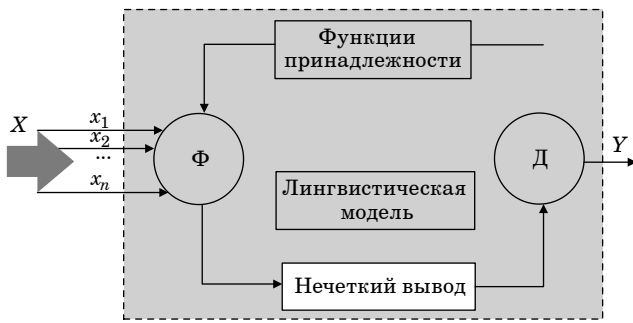 Функции
принадлежности
X
x1
x2
...
xn
Ф
Д
Y
Лингвистическая
модель
Нечеткий вывод